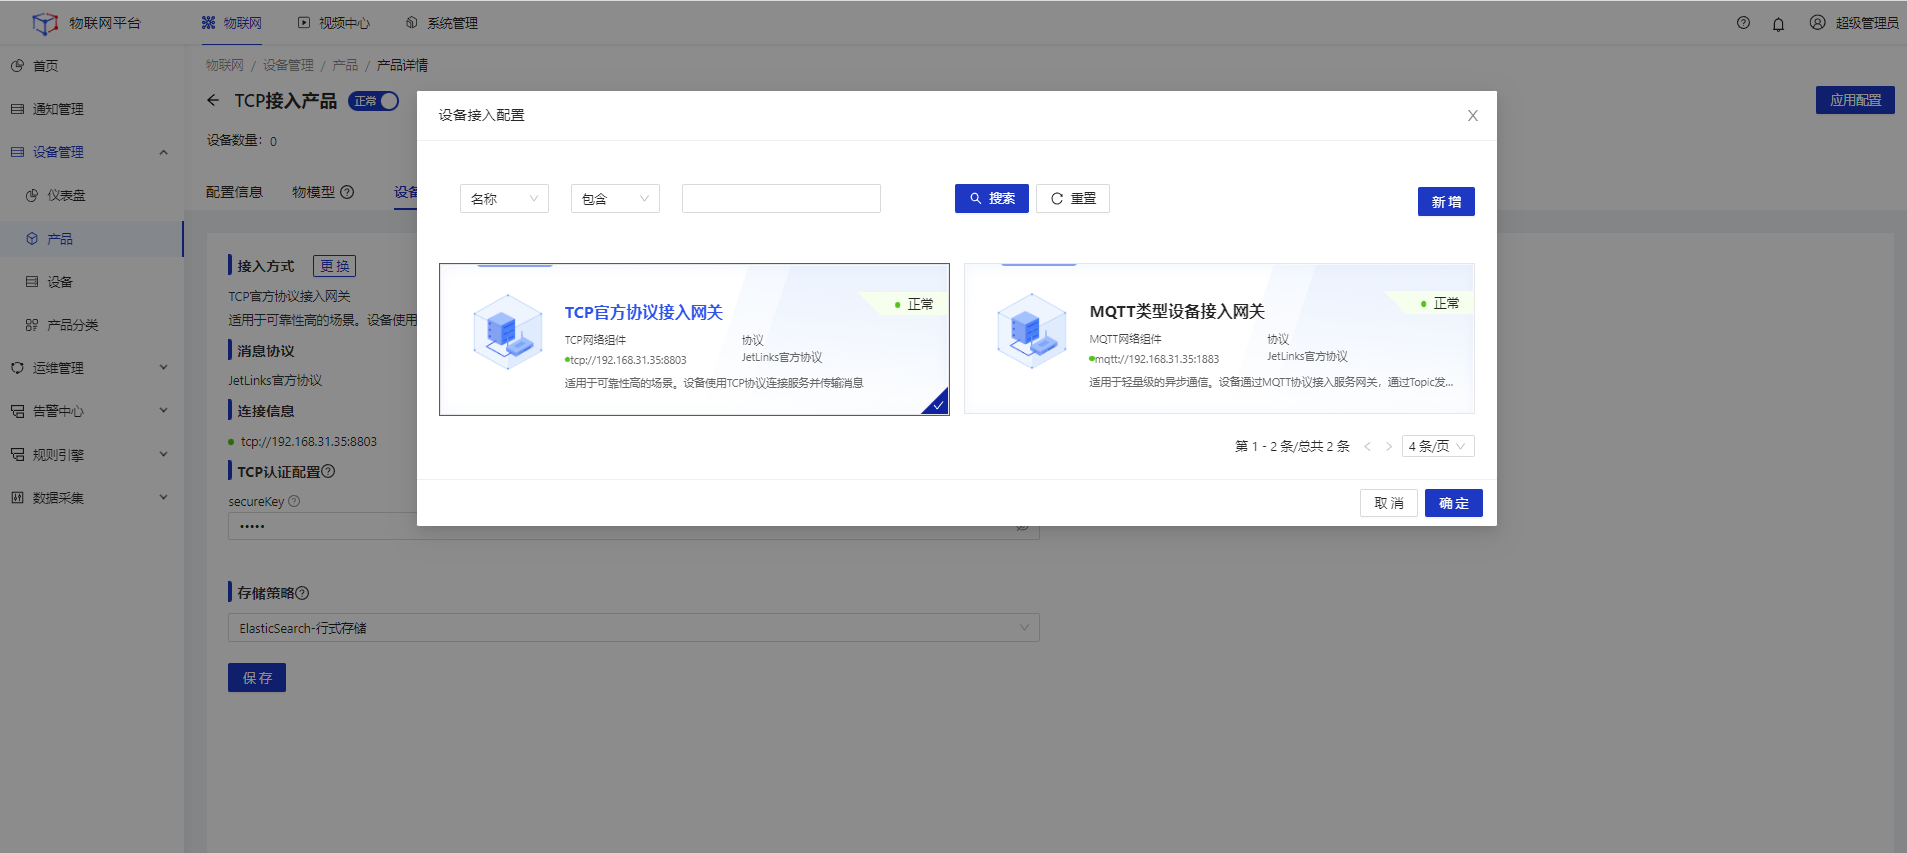 物联网平台
物联网
视频中心
系统管理
超级管理员
首页
通知管理
设备管理
仪表盘
产品
设备
产品分类
运维管理
告警中心
规则引擎
数据采集
物联网 / 设备管理 / 产品 / 产品详情
TCP接入产品 正常
应用配置
设备数量: 0
配置信息 物模型 设备
接入方式 更换
TCP官方协议接入网关
适用于可靠性高的场景。设备使用
消息协议
JetLinks官方协议
连接信息
tcp://192.168.31.35:8803
TCP认证配置
secureKey
•••••
存储策略
ElasticSearch-行式存储
保存
设备接入配置 X
名称 包含 搜索 重置 新增
TCP官方协议接入网关 正常
TCP网络组件 协议
tcp://192.168.31.35:8803 JetLinks官方协议
适用于可靠性高的场景。设备使用TCP协议连接服务并传输消息
MQTT类型设备接入网关 正常
MQTT网络组件 协议
mqtt://192.168.31.35:1883 JetLinks官方协议
适用于轻量级的异步通信。设备通过MQTT协议接入服务网关，通过Topic发...
第 1 - 2 条/总共 2 条 < > 4 条/页
取消 确定